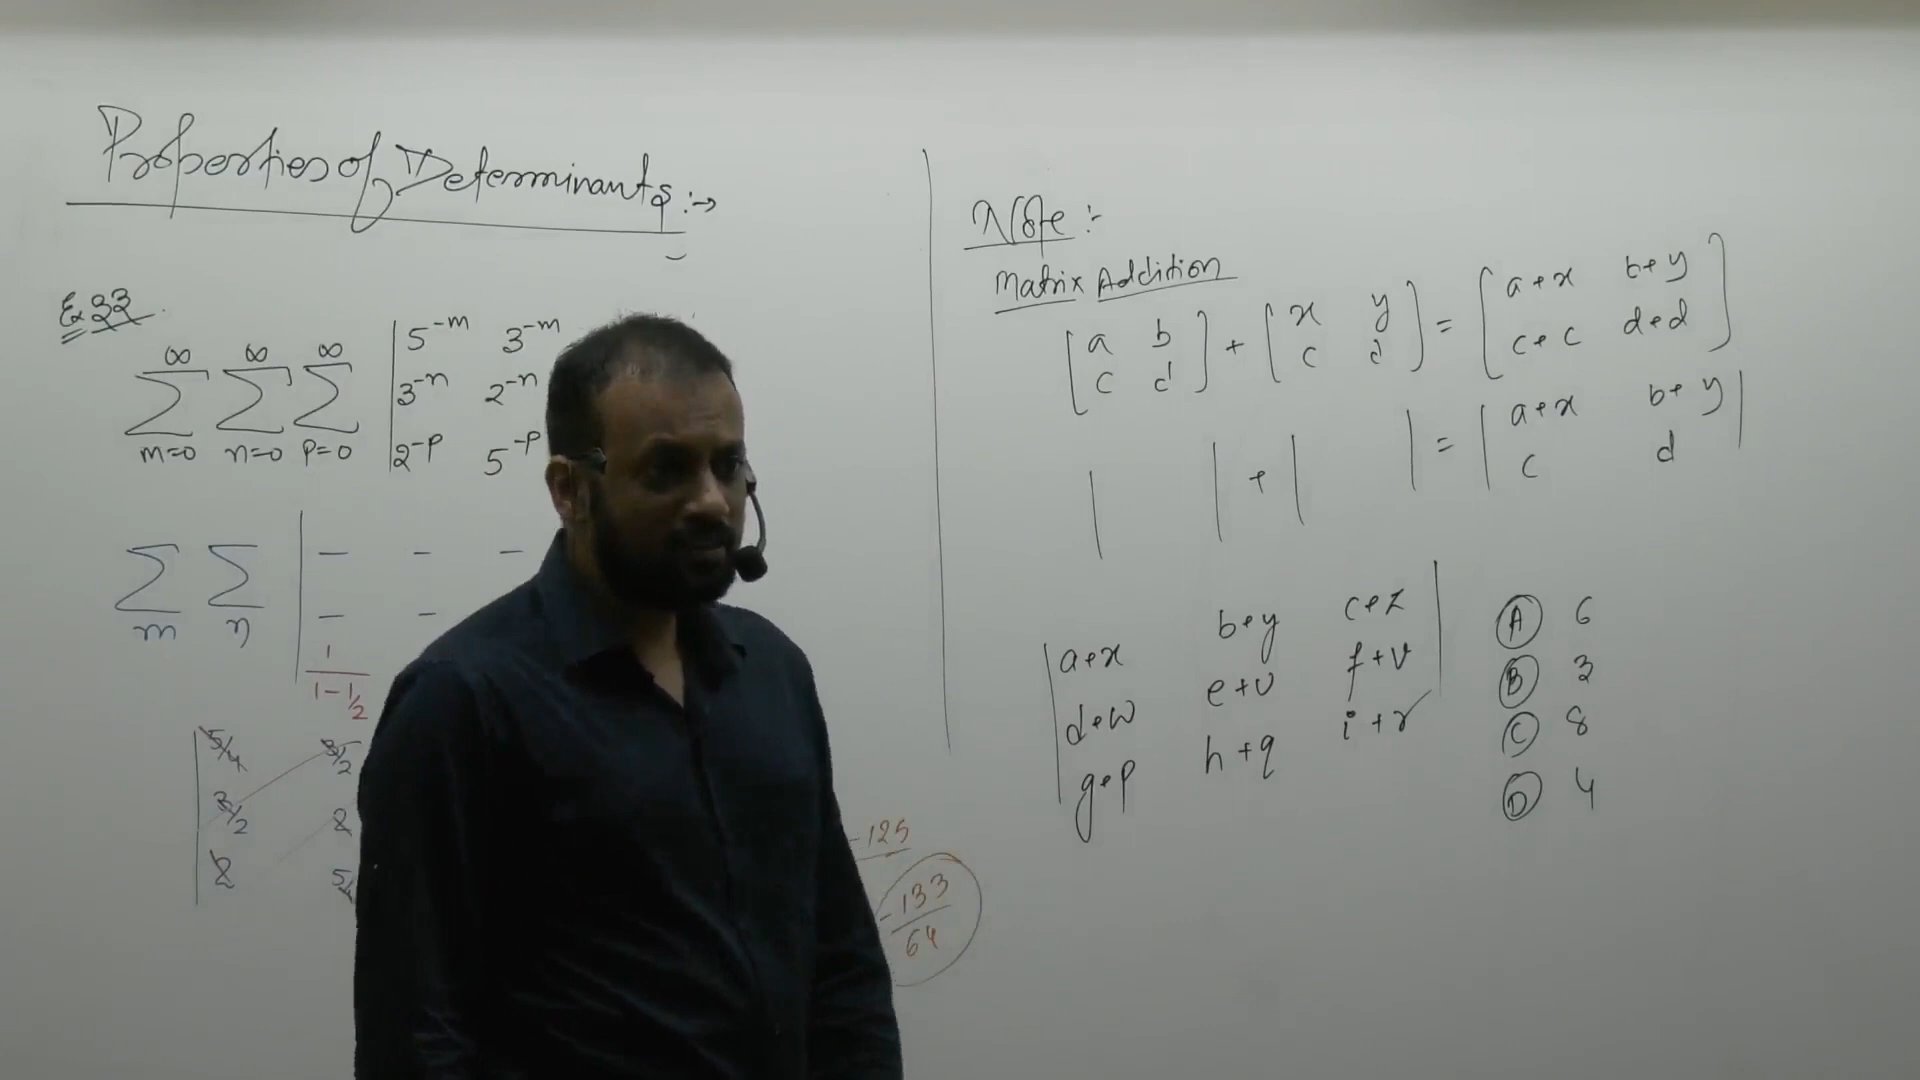 Properties of Determinants :→
Ex 33.
∞ ∞ ∞
∑ ∑ ∑
m=0 n=0 p=0
| 5^-m 3^-m
| 3^-n 2^-n
| 2^-p 5^-p
∑ ∑ | — — —
m n | — —
1/(1-1/2)
| 5/4 3/2
| 3/2 2
| 2 5/4
-125
-133/64
Note :-
Matrix Addition
[ a b ] + [ x y ] = [ a+x b+y ]
[ c d ] [ c d ] [ c+c d+d ]
| | + | | = | a+x b+y |
| c d |
| a+x b+y c+z |
| d+w e+u f+v |
| g+p h+q i+r
(A) 6
(B) 3
(C) 8
(D) 4